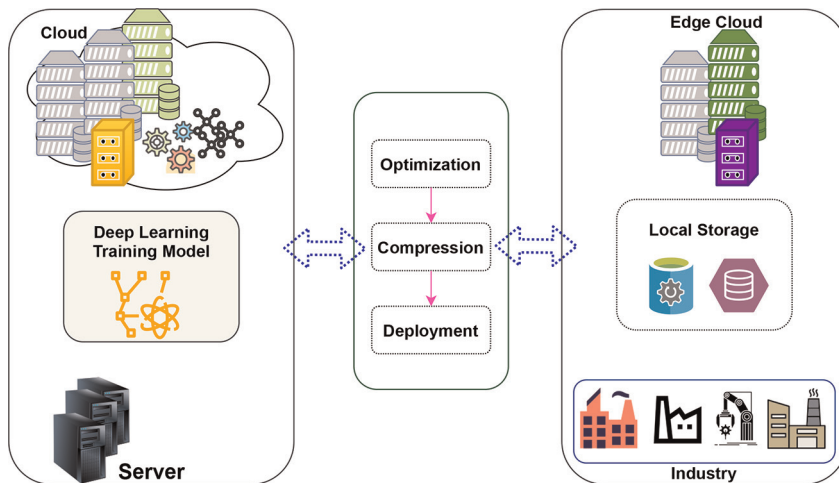 Cloud
Deep Learning
Training Model
Server
Optimization
Compression
Deployment
Edge Cloud
Local Storage
Industry